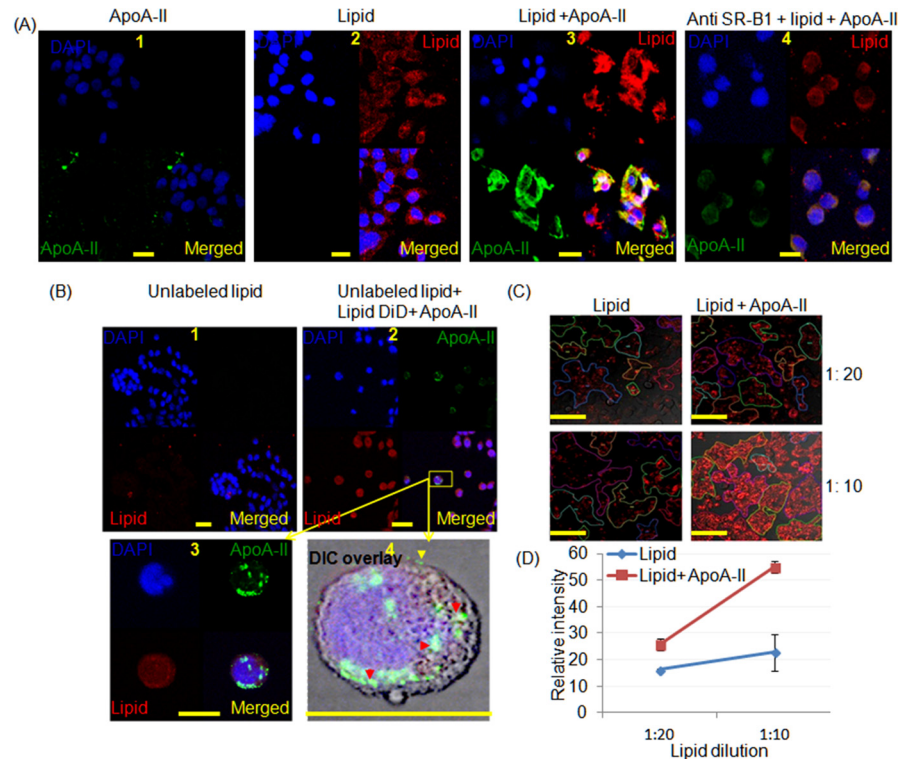 (A)
ApoA-II
Lipid
Lipid +ApoA-II
Anti SR-B1 + lipid + ApoA-II
DAPI
1
ApoA-II
Merged
DAPI
2
Lipid
Merged
3
Lipid
ApoA-II
Merged
DAPI
4
Lipid
ApoA-II
Merged
(B)
Unlabeled lipid
Unlabeled lipid+
Lipid DiD+ApoA-II
DAPI
1
Lipid
Merged
DAPI
2
ApoA-II
Lipid
Merged
DAPI
3
ApoA-II
Lipid
Merged
DIC overlay
4
(C)
Lipid
Lipid + ApoA-II
1: 20
1: 10
(D)
Relative intensity
60
50
40
30
20
10
0
Lipid
Lipid+ApoA-II
1:20
1:10
Lipid dilution